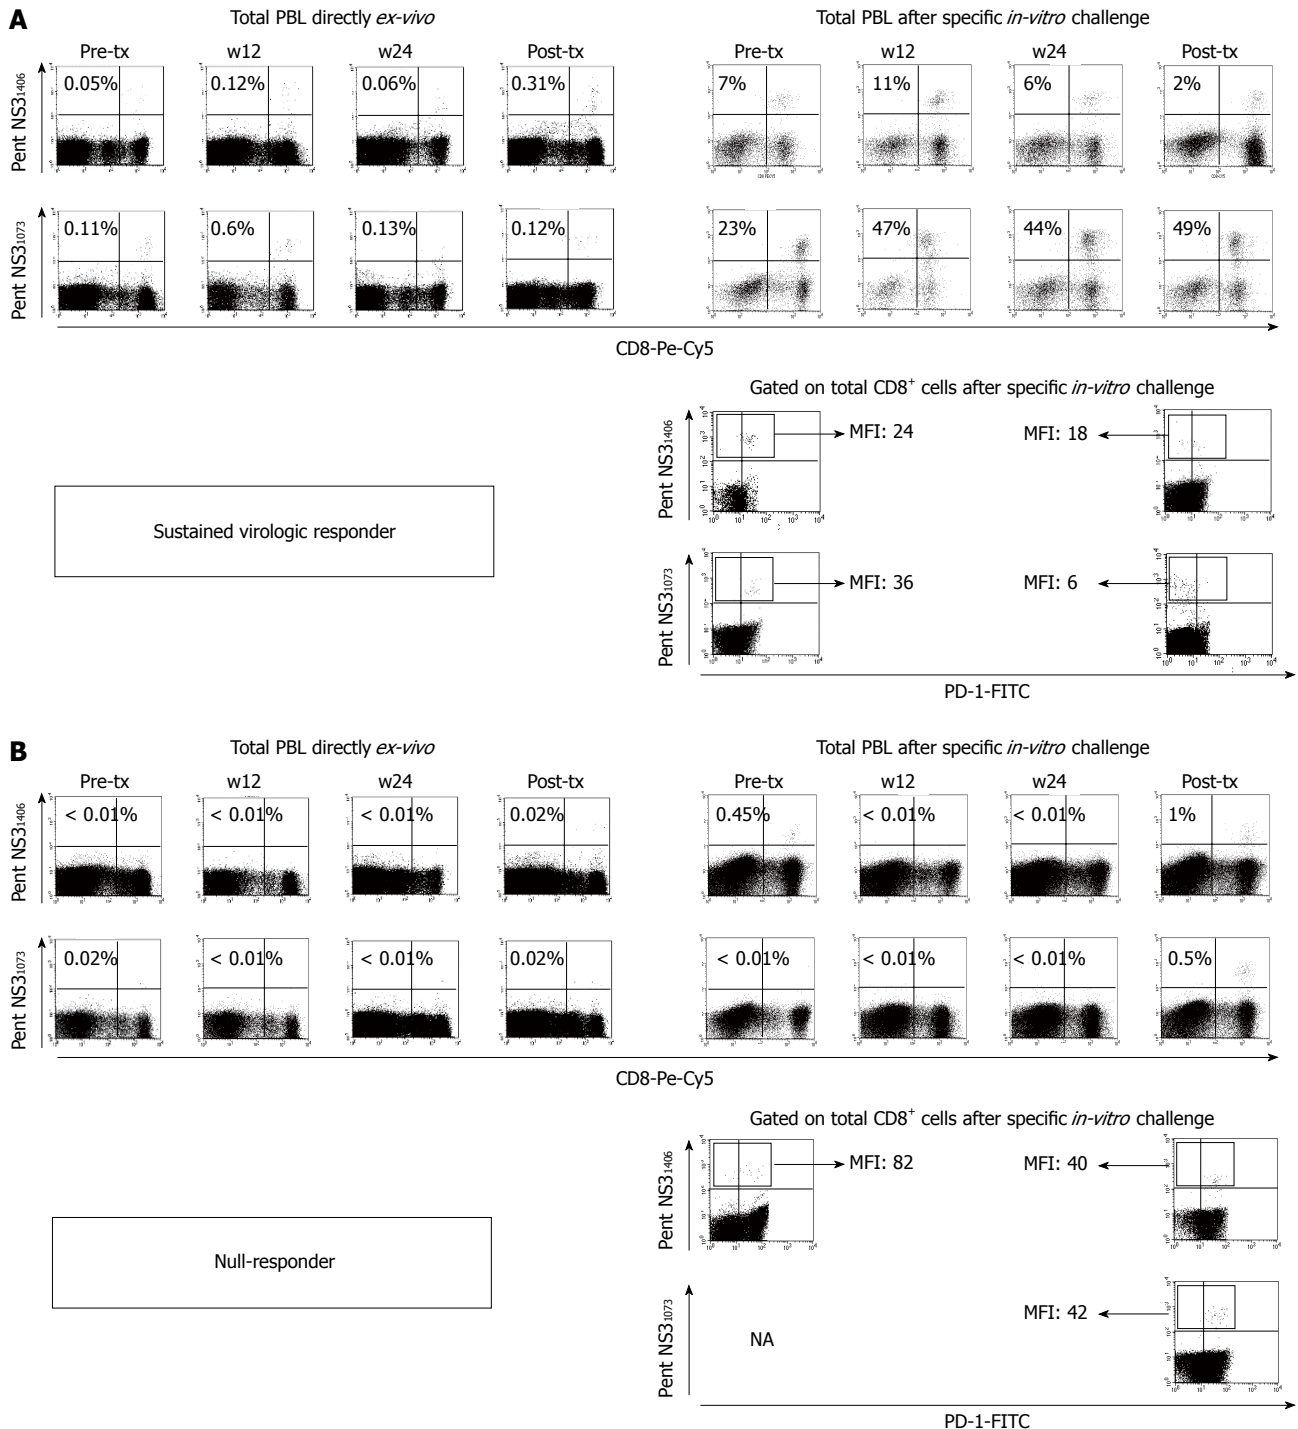 A
Total PBL directly ex-vivo
Total PBL after specific in-vitro challenge
Pre-tx w12 w24 Post-tx Pre-tx w12 w24 Post-tx
Pent NS31406
0.05% 0.12% 0.06% 0.31% 7% 11% 6% 2%
Pent NS31073
0.11% 0.6% 0.13% 0.12% 23% 47% 44% 49%
CD8-Pe-Cy5
Gated on total CD8+ cells after specific in-vitro challenge
Pent NS31406
MFI: 24 MFI: 18
Sustained virologic responder
Pent NS31073
MFI: 36 MFI: 6
PD-1-FITC
B
Total PBL directly ex-vivo
Total PBL after specific in-vitro challenge
Pre-tx w12 w24 Post-tx Pre-tx w12 w24 Post-tx
Pent NS31406
< 0.01% < 0.01% < 0.01% 0.02% 0.45% < 0.01% < 0.01% 1%
Pent NS31073
0.02% < 0.01% < 0.01% 0.02% < 0.01% < 0.01% < 0.01% 0.5%
CD8-Pe-Cy5
Gated on total CD8+ cells after specific in-vitro challenge
Pent NS31406
MFI: 82 MFI: 40
Null-responder
Pent NS31073
NA MFI: 42
PD-1-FITC